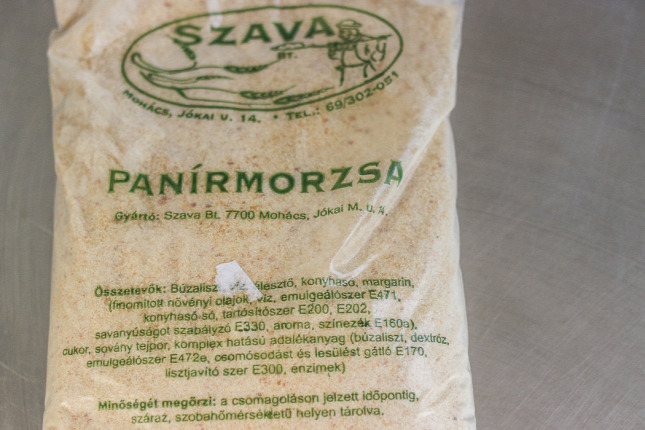 SZAVA
BT.
MOHÁCS, JÓKAI U. 14. • TEL.: 69/302-051
PANÍRMORZSA
Gyártó: Szava Bt. 7700 Mohács, Jókai M. u. 14.
Összetevők: Búzaliszt, víz, élesztő, konyhasó, margarin,
(finomított növényi olajok, víz, emulgeálószer E471,
konyhasó-só, tartósítószer E200, E202,
savanyúságot szabályzó E330, aroma, színezék E160a),
cukor, sovány tejpor, komplex hatású adalékanyag (búzaliszt, dextróz,
emulgeálószer E472e, csomósodást és lesülést gátló E170,
lisztjavító szer E300, enzimek)
Minőségét megőrzi: a csomagoláson jelzett időpontig,
száraz, szobahőmérsékletű helyen tárolva.